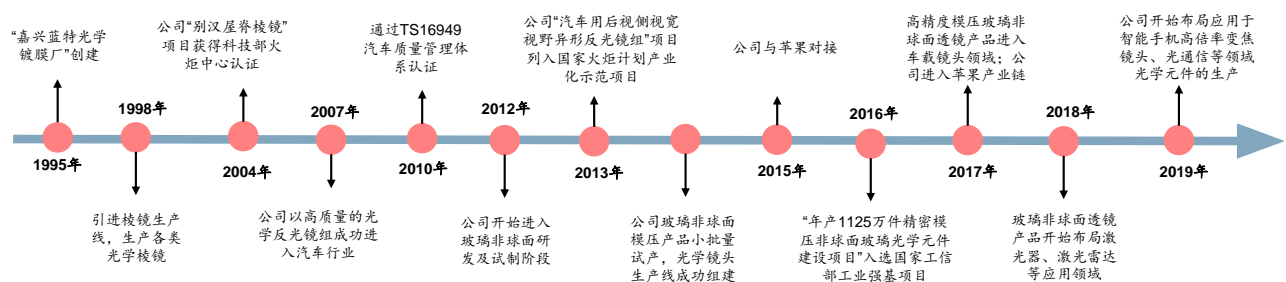 “嘉兴蓝特光学
镀膜厂”创建
1995年
1998年
引进棱镜生产
线，生产各类
光学棱镜
公司“别汉屋脊棱镜”
项目获得科技部火
炬中心认证
2004年
2007年
公司以高质量的光
学反光镜组成功进
入汽车行业
通过TS16949
汽车质量管理体
系认证
2010年
2012年
公司开始进入
玻璃非球面研
发及试制阶段
公司“汽车用后视侧视宽
视野异形反光镜组”项目
列入国家火炬计划产业
化示范项目
2013年
公司玻璃非球面
模压产品小批量
试产，光学镜头
生产线成功组建
公司与苹果对接
2015年
2016年
“年产1125万件精密模
压非球面玻璃光学元件
建设项目”入选国家工信
部工业强基项目
高精度模压玻璃非
球面透镜产品进入
车载镜头领域；公
司进入苹果产业链
2017年
2018年
玻璃非球面透镜
产品开始布局激
光器、激光雷达
等应用领域
公司开始布局应用于
智能手机高倍率变焦
镜头、光通信等领域
光学元件的生产
2019年